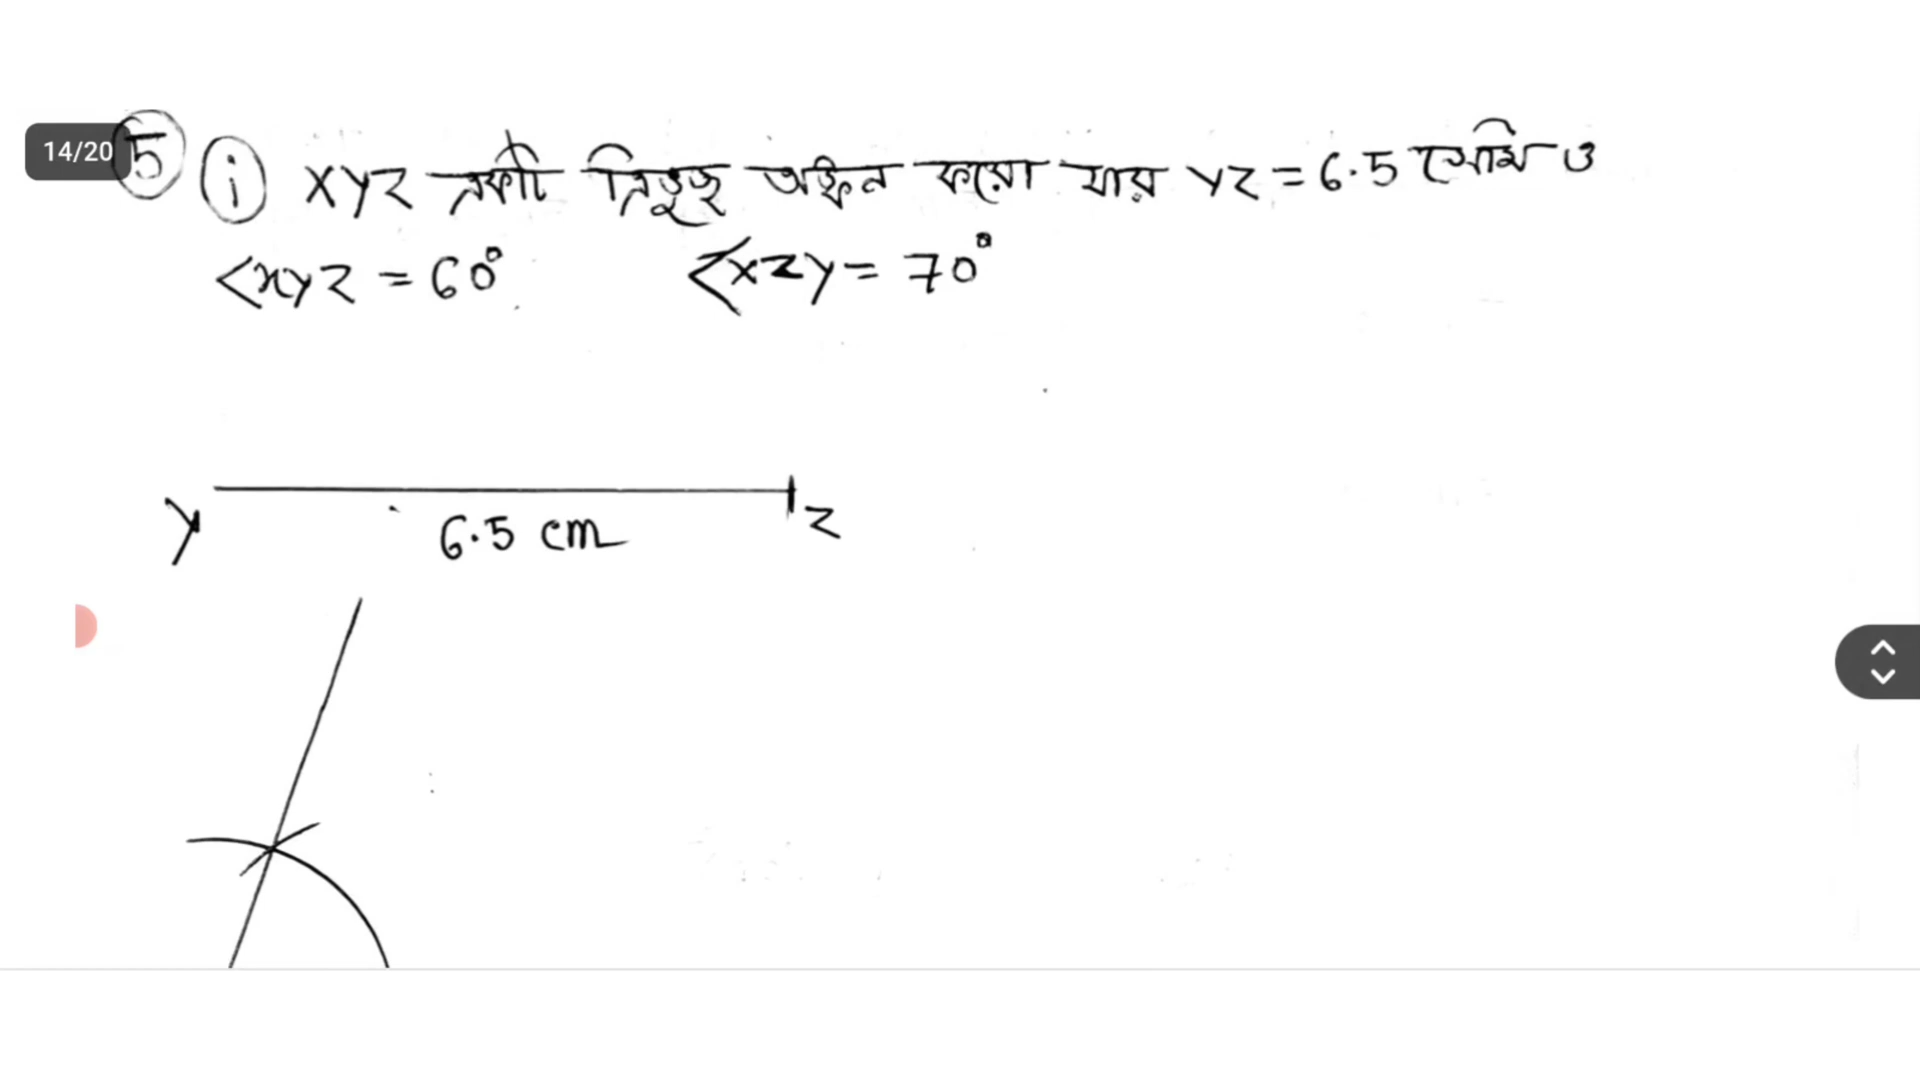 14/20
5 i XYZ একটি ত্রিভুজ অঙ্কন করো যার YZ = 6.5 সেমি ও
<xyz = 60° <xzy = 70°
y z
6.5 cm